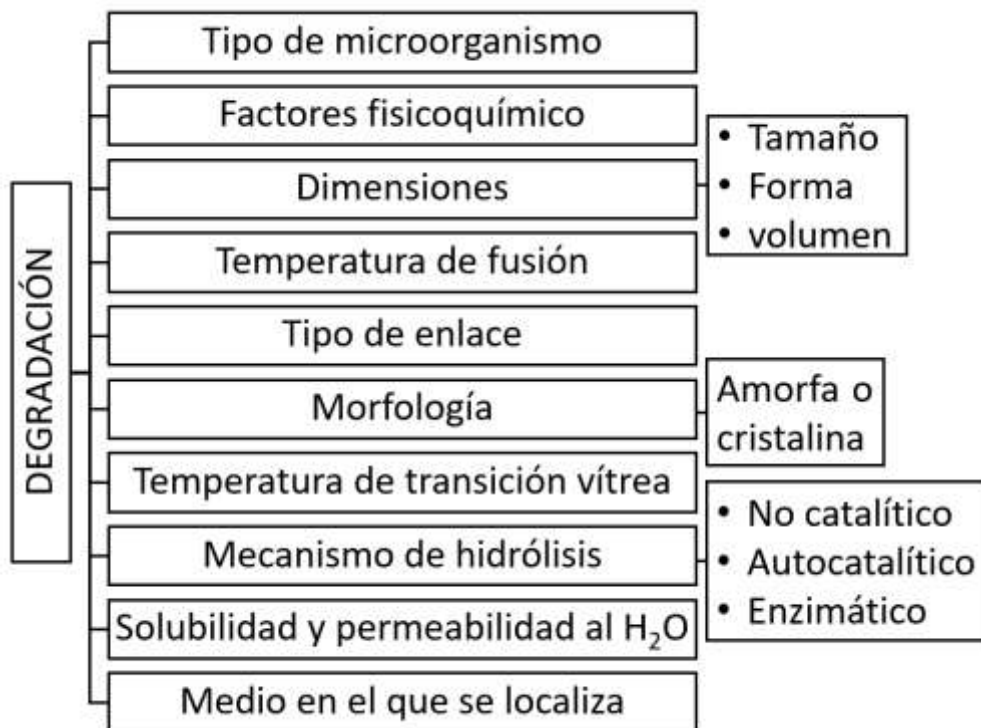 DEGRADACIÓN
Tipo de microorganismo
Factores fisicoquímico
Dimensiones
• Tamaño
• Forma
• volumen
Temperatura de fusión
Tipo de enlace
Morfología
Amorfa o
cristalina
Temperatura de transición vítrea
Mecanismo de hidrólisis
• No catalítico
• Autocatalítico
• Enzimático
Solubilidad y permeabilidad al H₂O
Medio en el que se localiza